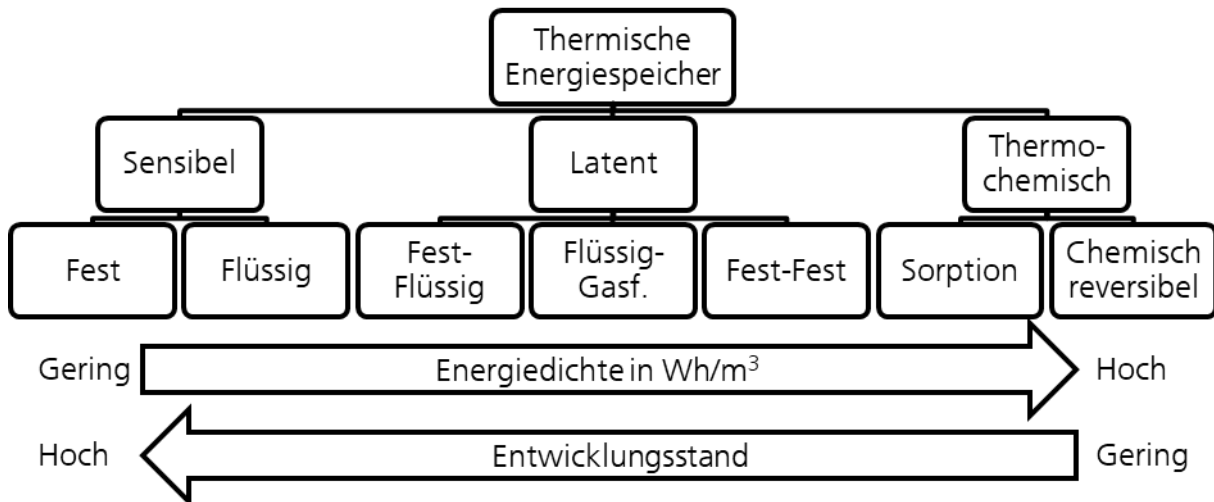 Thermische
Energiespeicher
Sensibel
Latent
Thermo-
chemisch
Fest
Flüssig
Fest-
Flüssig
Flüssig-
Gasf.
Fest-Fest
Sorption
Chemisch
reversibel
Gering
Energiedichte in Wh/m³
Hoch
Hoch
Entwicklungsstand
Gering